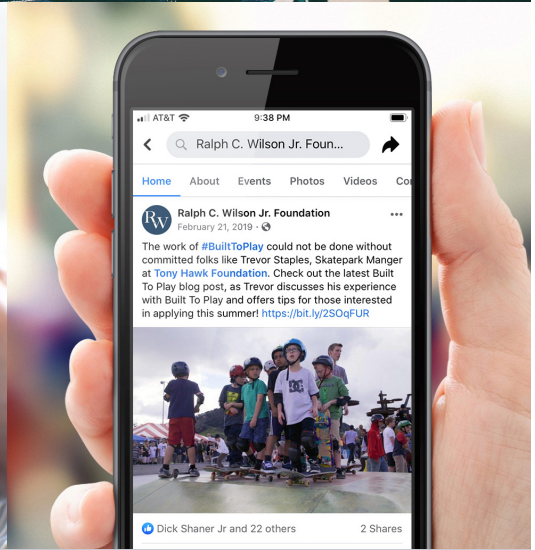 AT&T 9:38 PM
Ralph C. Wilson Jr. Foun...
Home About Events Photos Videos Co
RW Ralph C. Wilson Jr. Foundation
February 21, 2019 ·
The work of #BuiltToPlay could not be done without
committed folks like Trevor Staples, Skatepark Manger
at Tony Hawk Foundation. Check out the latest Built
To Play blog post, as Trevor discusses his experience
with Built To Play and offers tips for those interested
in applying this summer! https://bit.ly/2SOqFUR
DC
Dick Shaner Jr and 22 others 2 Shares